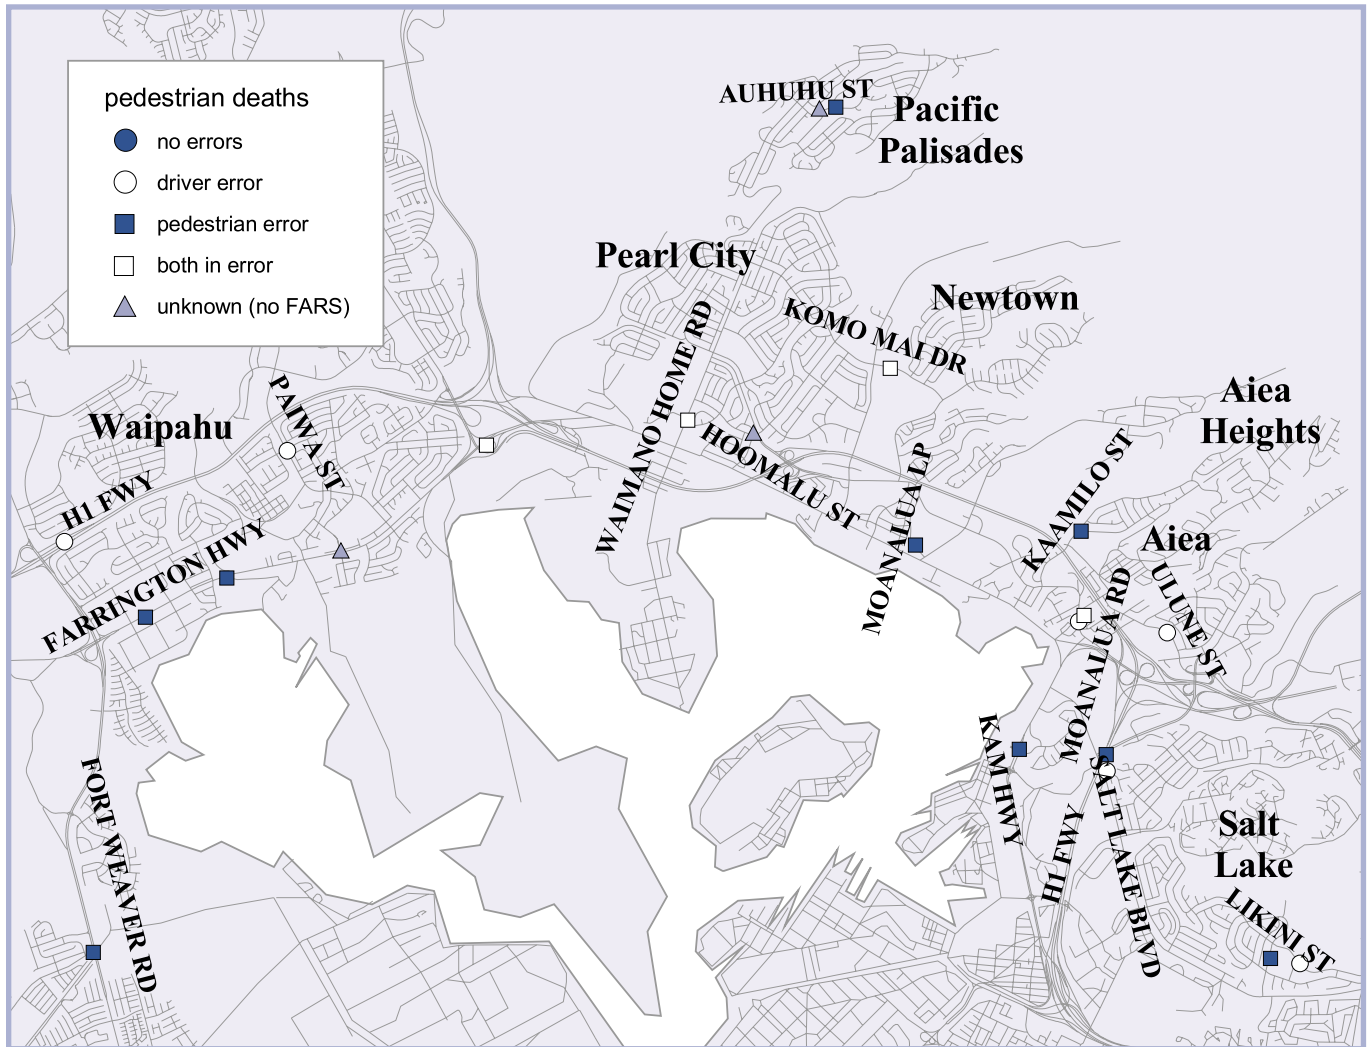 pedestrian deaths
no errors
driver error
pedestrian error
both in error
unknown (no FARS)
AUHUHU ST
Pacific
Palisades
Pearl City
Newtown
KOMO MAI DR
WAIMANO HOME RD
HOOMALU ST
MOANALUA LP
Aiea
Heights
KAAMILO ST
Aiea
ULUNE ST
MOANALUA RD
Waipahu
PAIWA ST
H1 FWY
FARRINGTON HWY
FORT WEAVER RD
KAM HWY
H1 FWY
SALT LAKE BLVD
Salt
Lake
LIKINI ST